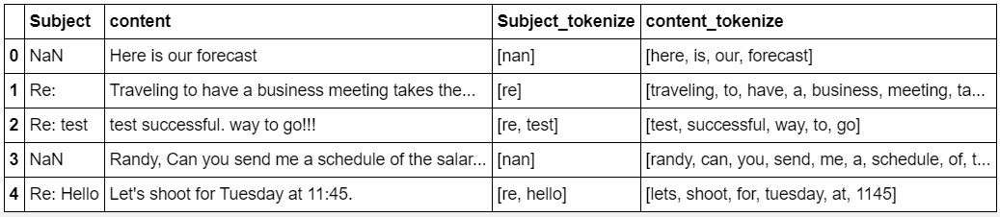 Subject content Subject_tokenize content_tokenize
0 NaN Here is our forecast [nan] [here, is, our, forecast]
1 Re: Traveling to have a business meeting takes the... [re] [traveling, to, have, a, business, meeting, ta...
2 Re: test test successful. way to go!!! [re, test] [test, successful, way, to, go]
3 NaN Randy, Can you send me a schedule of the salar... [nan] [randy, can, you, send, me, a, schedule, of, t...
4 Re: Hello Let's shoot for Tuesday at 11:45. [re, hello] [lets, shoot, for, tuesday, at, 1145]